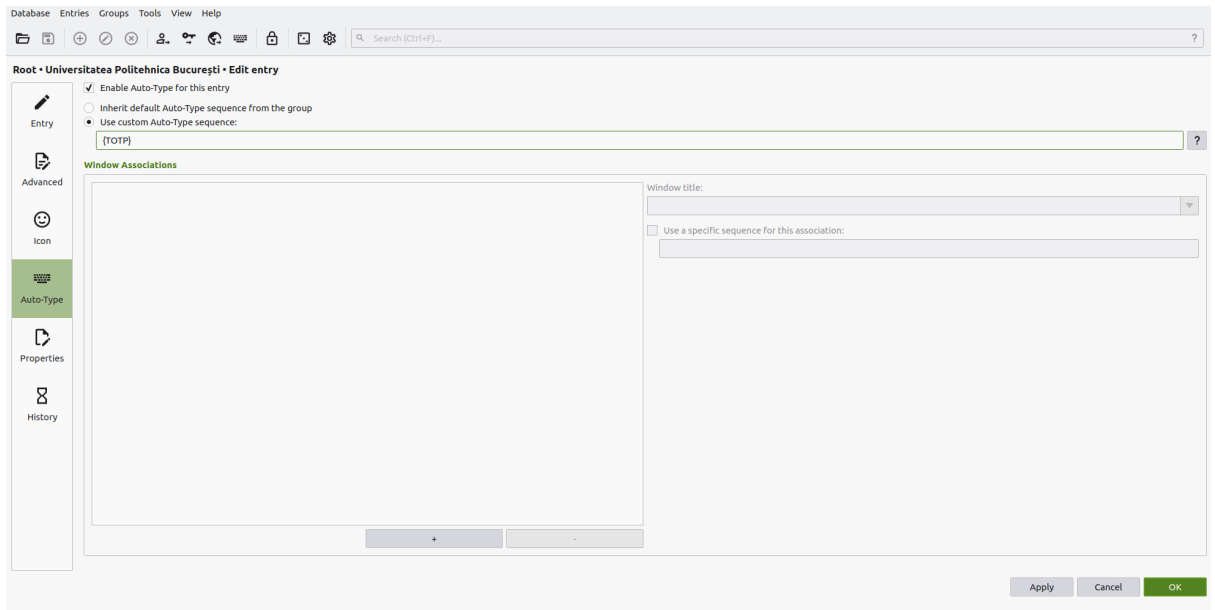 Database Entries Groups Tools View Help
Search (Ctrl+F)...
?
Root • Universitatea Politehnica București • Edit entry
Entry
Advanced
Icon
Auto-Type
Properties
History
Enable Auto-Type for this entry
Inherit default Auto-Type sequence from the group
Use custom Auto-Type sequence:
{TOTP}
?
Window Associations
Window title:
Use a specific sequence for this association:
+ -
Apply Cancel OK